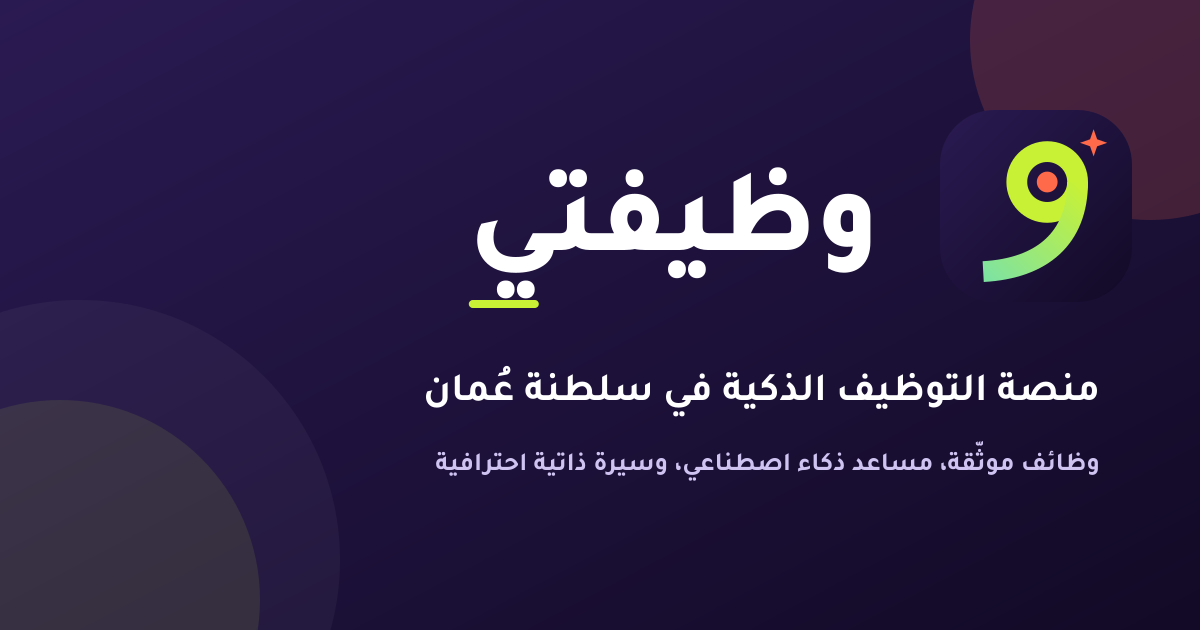 وظيفتي
منصة التوظيف الذكية في سلطنة عُمان
وظائف موثّقة، مساعد ذكاء اصطناعي، وسيرة ذاتية احترافية